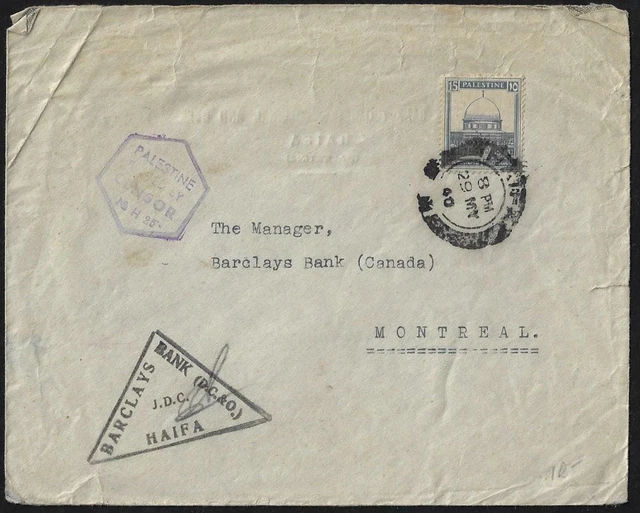 15 PALESTINE 10
8 PM
29 MY
40
PALESTINE
CENSOR
H 25
The Manager,
Barclays Bank (Canada)
MONTREAL.
BARCLAYS BANK (D.C.&O.)
J.D.C.
HAIFA